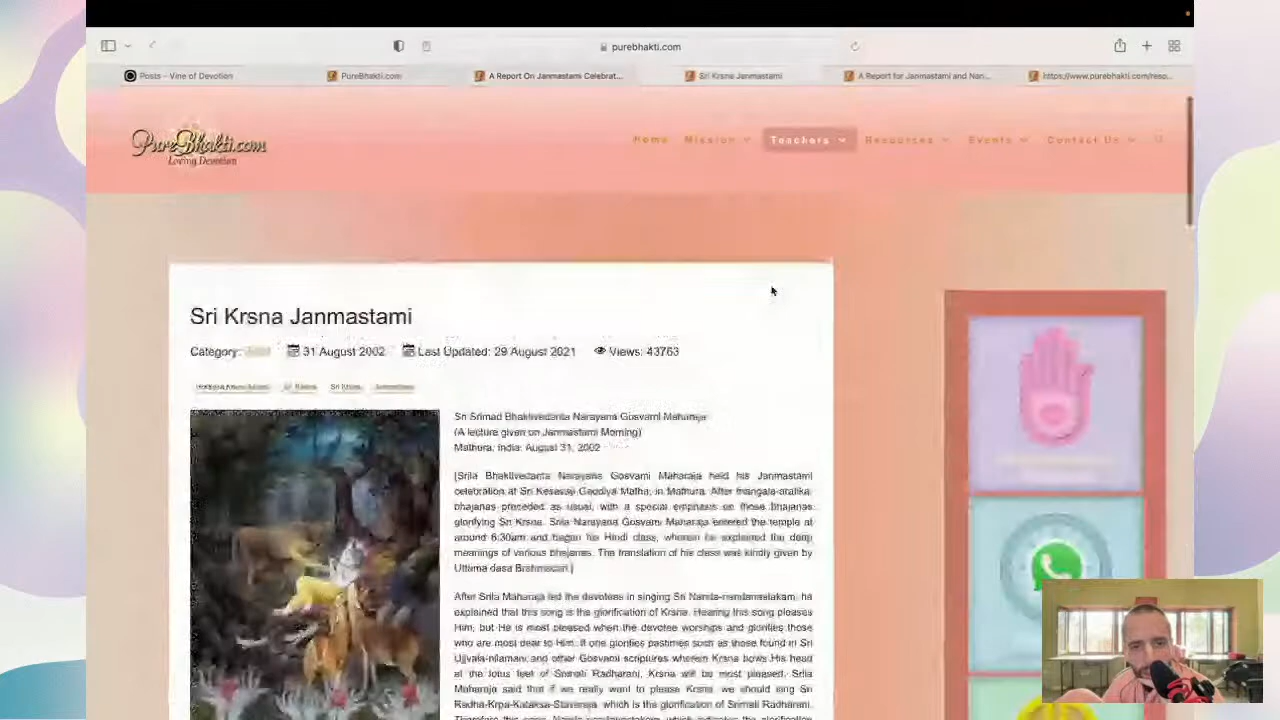 purebhakti.com
Posts – Vine of Devotion
PureBhakti.com
A Report On Janmastami Celebrat...
Sri Krsna Janmastami
A Report for Janmastami and Nan...
https://www.purebhakti.com/reso...
PureBhakti.com
Loving Devotion
Home Mission Teachers Resources Events Contact Us
Sri Krsna Janmastami
Category: 31 August 2002 Last Updated: 29 August 2021 Views: 43763
Sri Krsna Janmastami
Sri Srimad Bhaktivedanta Narayana Gosvami Maharaja
(A lecture given on Janmastami Morning)
Mathura, India: August 31, 2002
[Srila Bhaktivedanta Narayana Gosvami Maharaja held his Janmastami
celebration at Sri Kesavaji Gaudiya Matha, in Mathura. After mangala-aratika,
bhajanas preceded as usual, with a special emphasis on those bhajanas
glorifying Sri Krsna. Srila Narayana Gosvami Maharaja entered the temple at
around 6:30am and began his Hindi class, wherein he explained the deep
meanings of various bhajanas. The translation of his class was kindly given by
Uttama dasa Brahmacari.]
After Srila Maharaja led the devotees in singing Sri Nanda-nandanastakam, he
explained that this song is the glorification of Krsna. Hearing this song pleases
Him, but He is most pleased when the devotee worships and glorifies those
who are most dear to Him. If one glorifies pastimes such as those found in Sri
Ujjvala-nilamani and other Gosvami scriptures wherein Krsna bows His head
at the lotus feet of Srimati Radharani, Krsna will be most pleased. Srila
Maharaja said that if we really want to please Krsna, we should sing Sri
Radha-Krpa-Kataksa-Stavaraja, which is the glorification of Srimati Radharani.
Therefore this song, which indicates the glorification